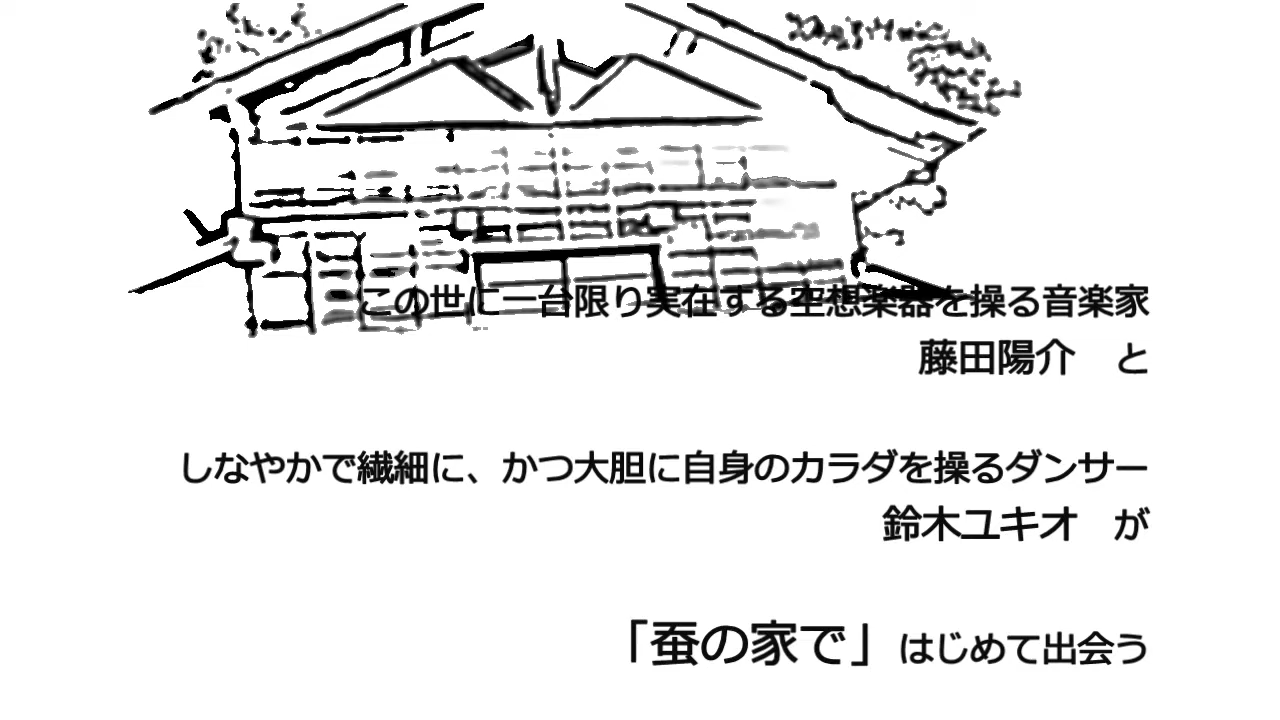 この世に一台限り実在する空想楽器を操る音楽家
藤田陽介　と
しなやかで繊細に、かつ大胆に自身のカラダを操るダンサー
鈴木ユキオ　が
「蚕の家で」はじめて出会う